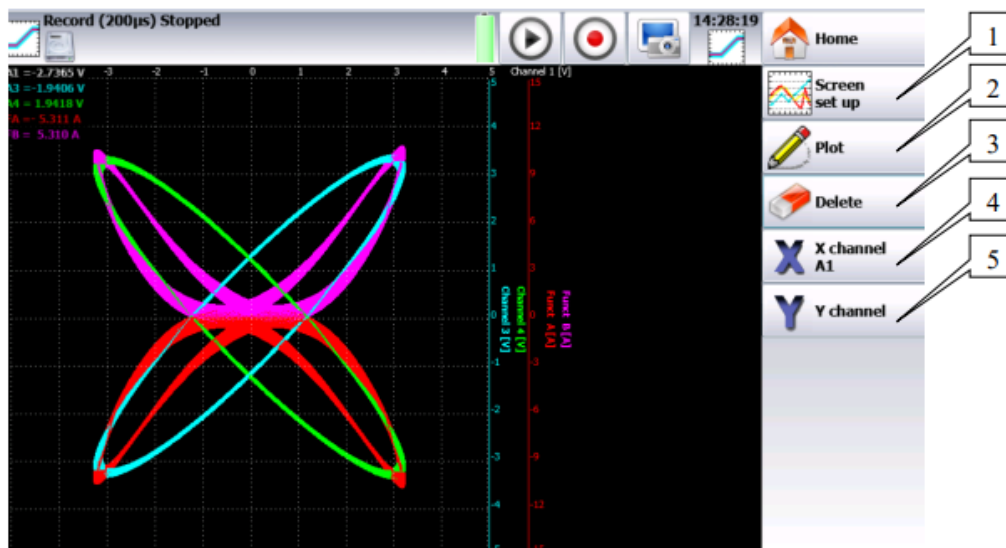 Record (200µs) Stopped
14:28:19
Home
1
A1 =-2.7365 V
-3 -2 -1 0 1 2 3 4 5 Channel 1 [V]
A3=-1.9406 V
A4 = 1.9418 V
FA =- 5.311 A
FB = 5.310 A
Screen
set up
2
Plot
3
Delete
4
X channel
A1
5
Y channel
5
4
3
2
1
0
-1
-2
-3
-4
15
12
9
6
3
0
-3
-6
-9
-12
Channel 3 [V]
Channel 4 [V]
Funct A [A]
Funct B [A]